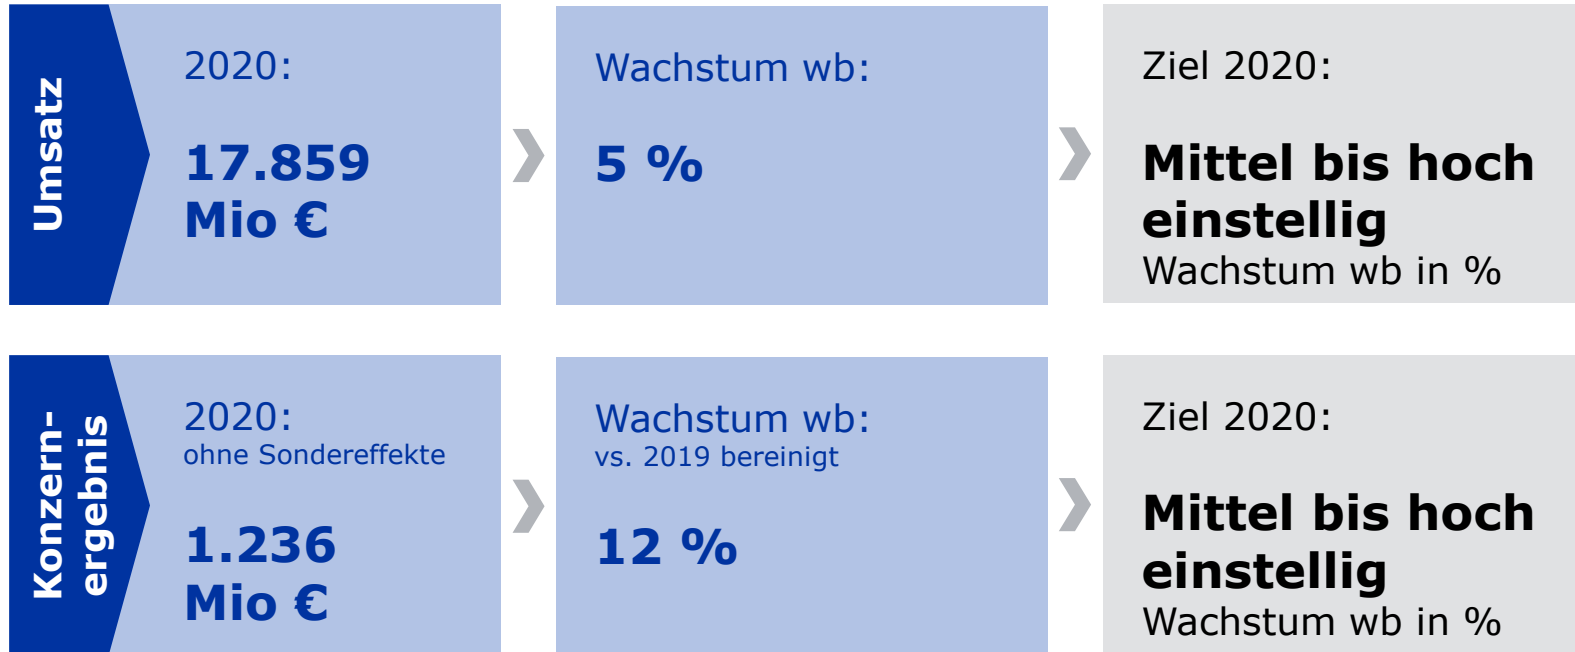 Umsatz
2020:
17.859
Mio €
Wachstum wb:
5 %
Ziel 2020:
Mittel bis hoch
einstellig
Wachstum wb in %
Konzern-
ergebnis
2020:
ohne Sondereffekte
1.236
Mio €
Wachstum wb:
vs. 2019 bereinigt
12 %
Ziel 2020:
Mittel bis hoch
einstellig
Wachstum wb in %